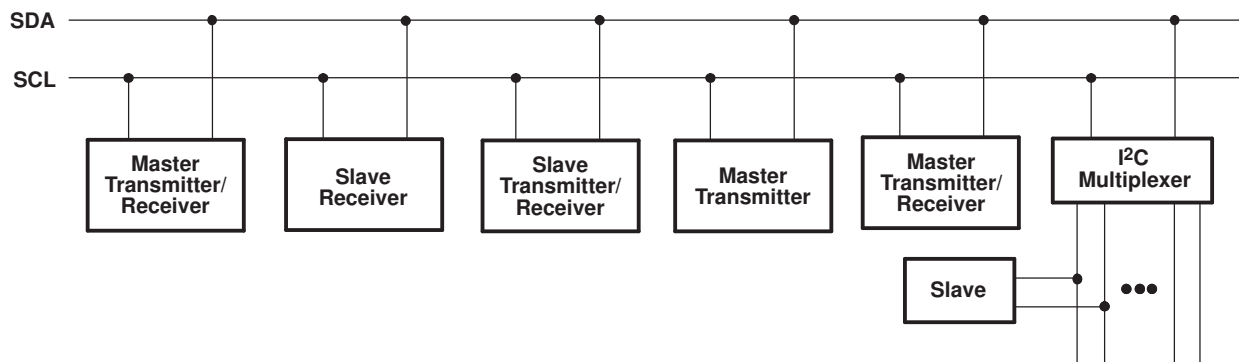 SDA
SCL
Master
Transmitter/
Receiver
Slave
Receiver
Slave
Transmitter/
Receiver
Master
Transmitter
Master
Transmitter/
Receiver
I²C
Multiplexer
Slave